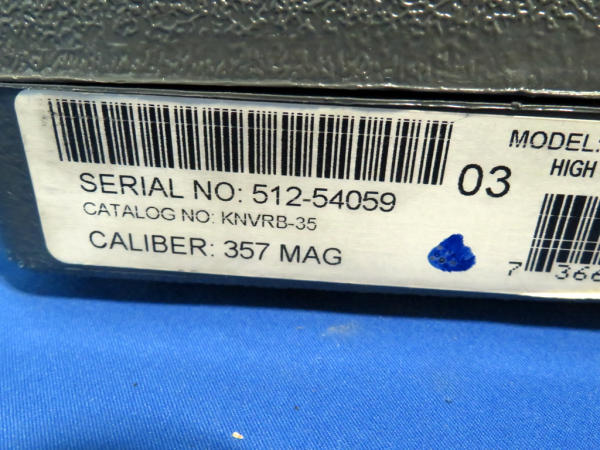 SERIAL NO: 512-54059
03
CATALOG NO: KNVRB-35
CALIBER: 357 MAG
MODEL:
HIGH
7 366